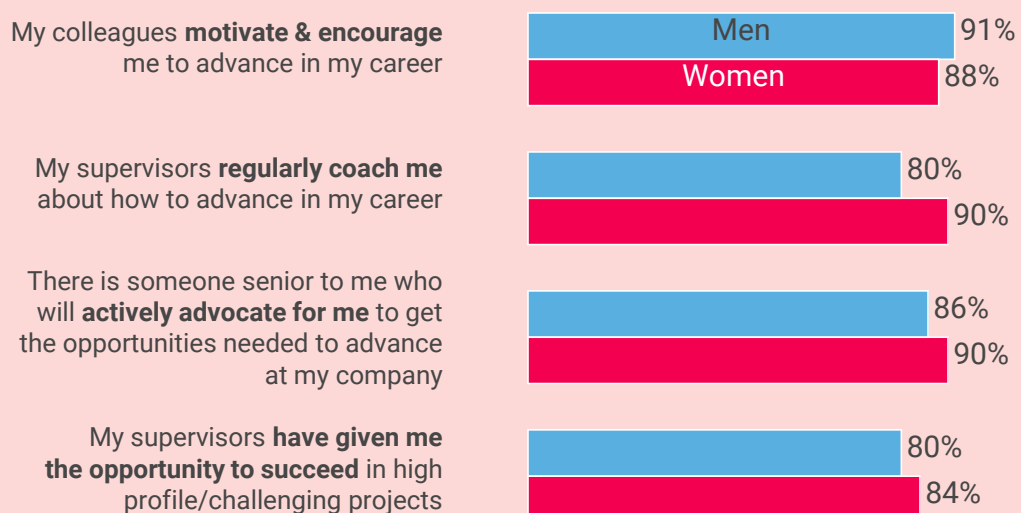 My colleagues motivate & encourage
me to advance in my career
Men 91%
Women 88%
My supervisors regularly coach me
about how to advance in my career
80%
90%
There is someone senior to me who
will actively advocate for me to get
the opportunities needed to advance
at my company
86%
90%
My supervisors have given me
the opportunity to succeed in high
profile/challenging projects
80%
84%